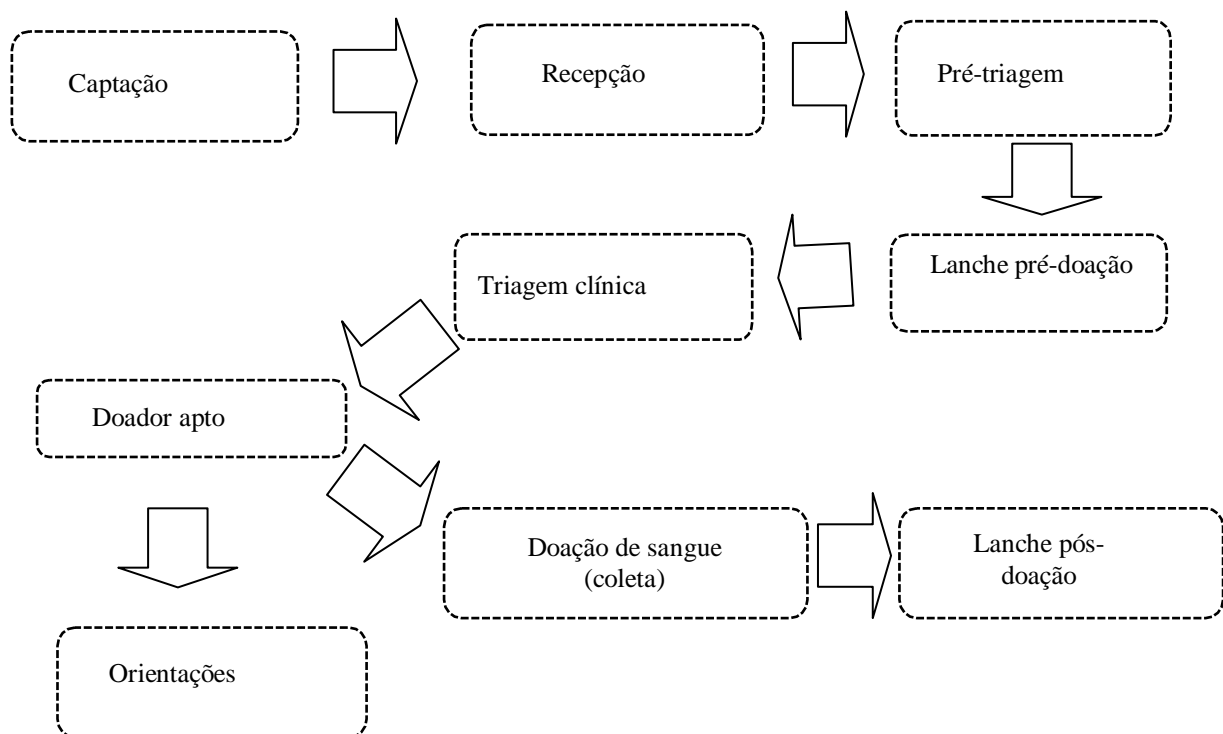 Captação
Recepção
Pré-triagem
Lanche pré-doação
Triagem clínica
Doador apto
Doação de sangue
(coleta)
Lanche pós-
doação
Orientações